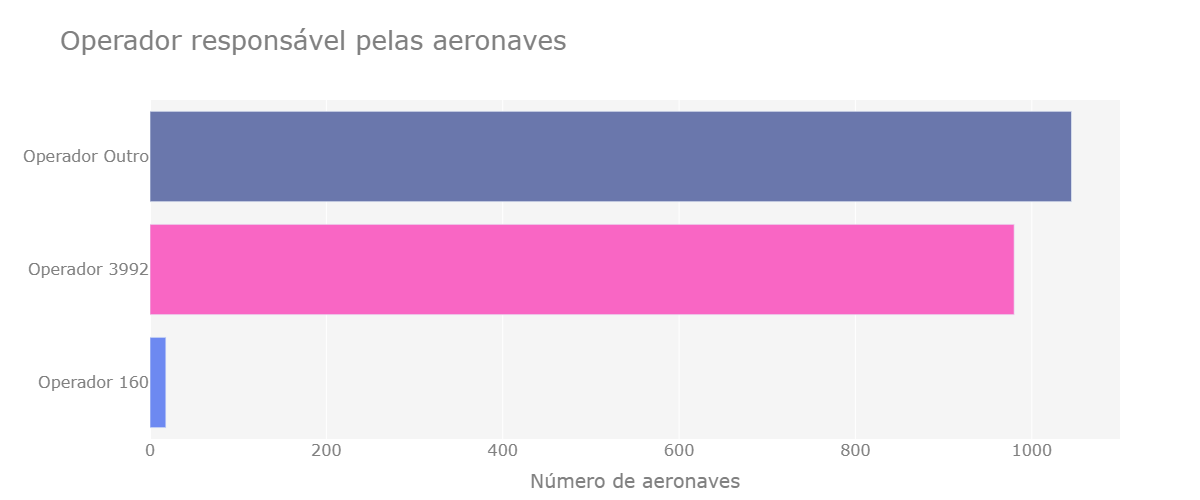 Operador responsável pelas aeronaves
Operador Outro
Operador 3992
Operador 160
0 200 400 600 800 1000
Número de aeronaves